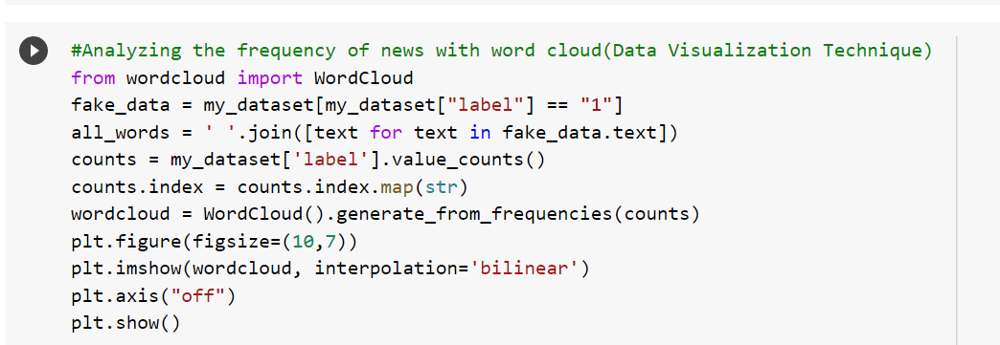 #Analyzing the frequency of news with word cloud(Data Visualization Technique)
from wordcloud import WordCloud
fake_data = my_dataset[my_dataset["label"] == "1"]
all_words = ' '.join([text for text in fake_data.text])
counts = my_dataset['label'].value_counts()
counts.index = counts.index.map(str)
wordcloud = WordCloud().generate_from_frequencies(counts)
plt.figure(figsize=(10,7))
plt.imshow(wordcloud, interpolation='bilinear')
plt.axis("off")
plt.show()